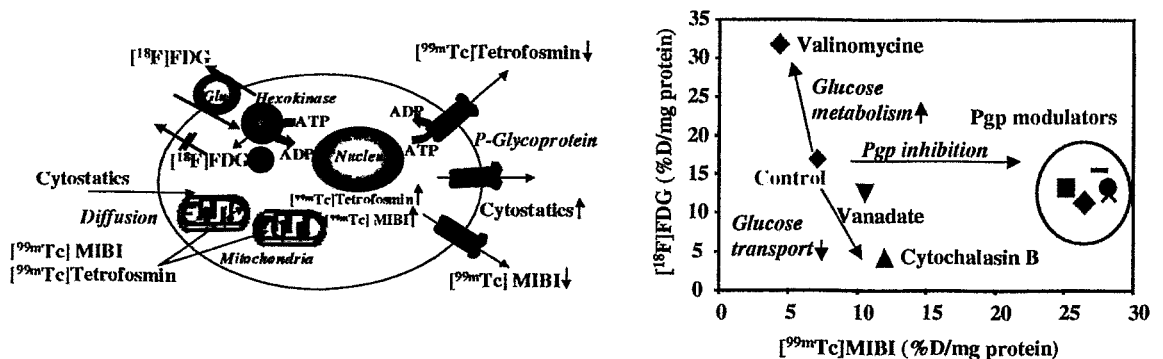 [99mTc]Tetrofosmin↓
[18F]FDG
Glu
Hexokinase
ADP
ATP
P-Glycoprotein
[18F]FDG
ADP
Nucleu
ATP
Cytostatics
[99mTc]Tetrofosmin↑
[99mTc] MIBI↑
Cytostatics↑
Diffusion
[99mTc] MIBI
Mitochondria
[99mTc]Tetrofosmin
[99mTc] MIBI↓
[18F]FDG (%D/mg protein)
35
30
25
20
15
10
5
0
Valinomycine
Glucose
metabolism↑
Pgp modulators
Pgp inhibition
Control
Vanadate
Glucose
transport↓
Cytochalasin B
0 5 10 15 20 25 30
[99mTc]MIBI (%D/mg protein)